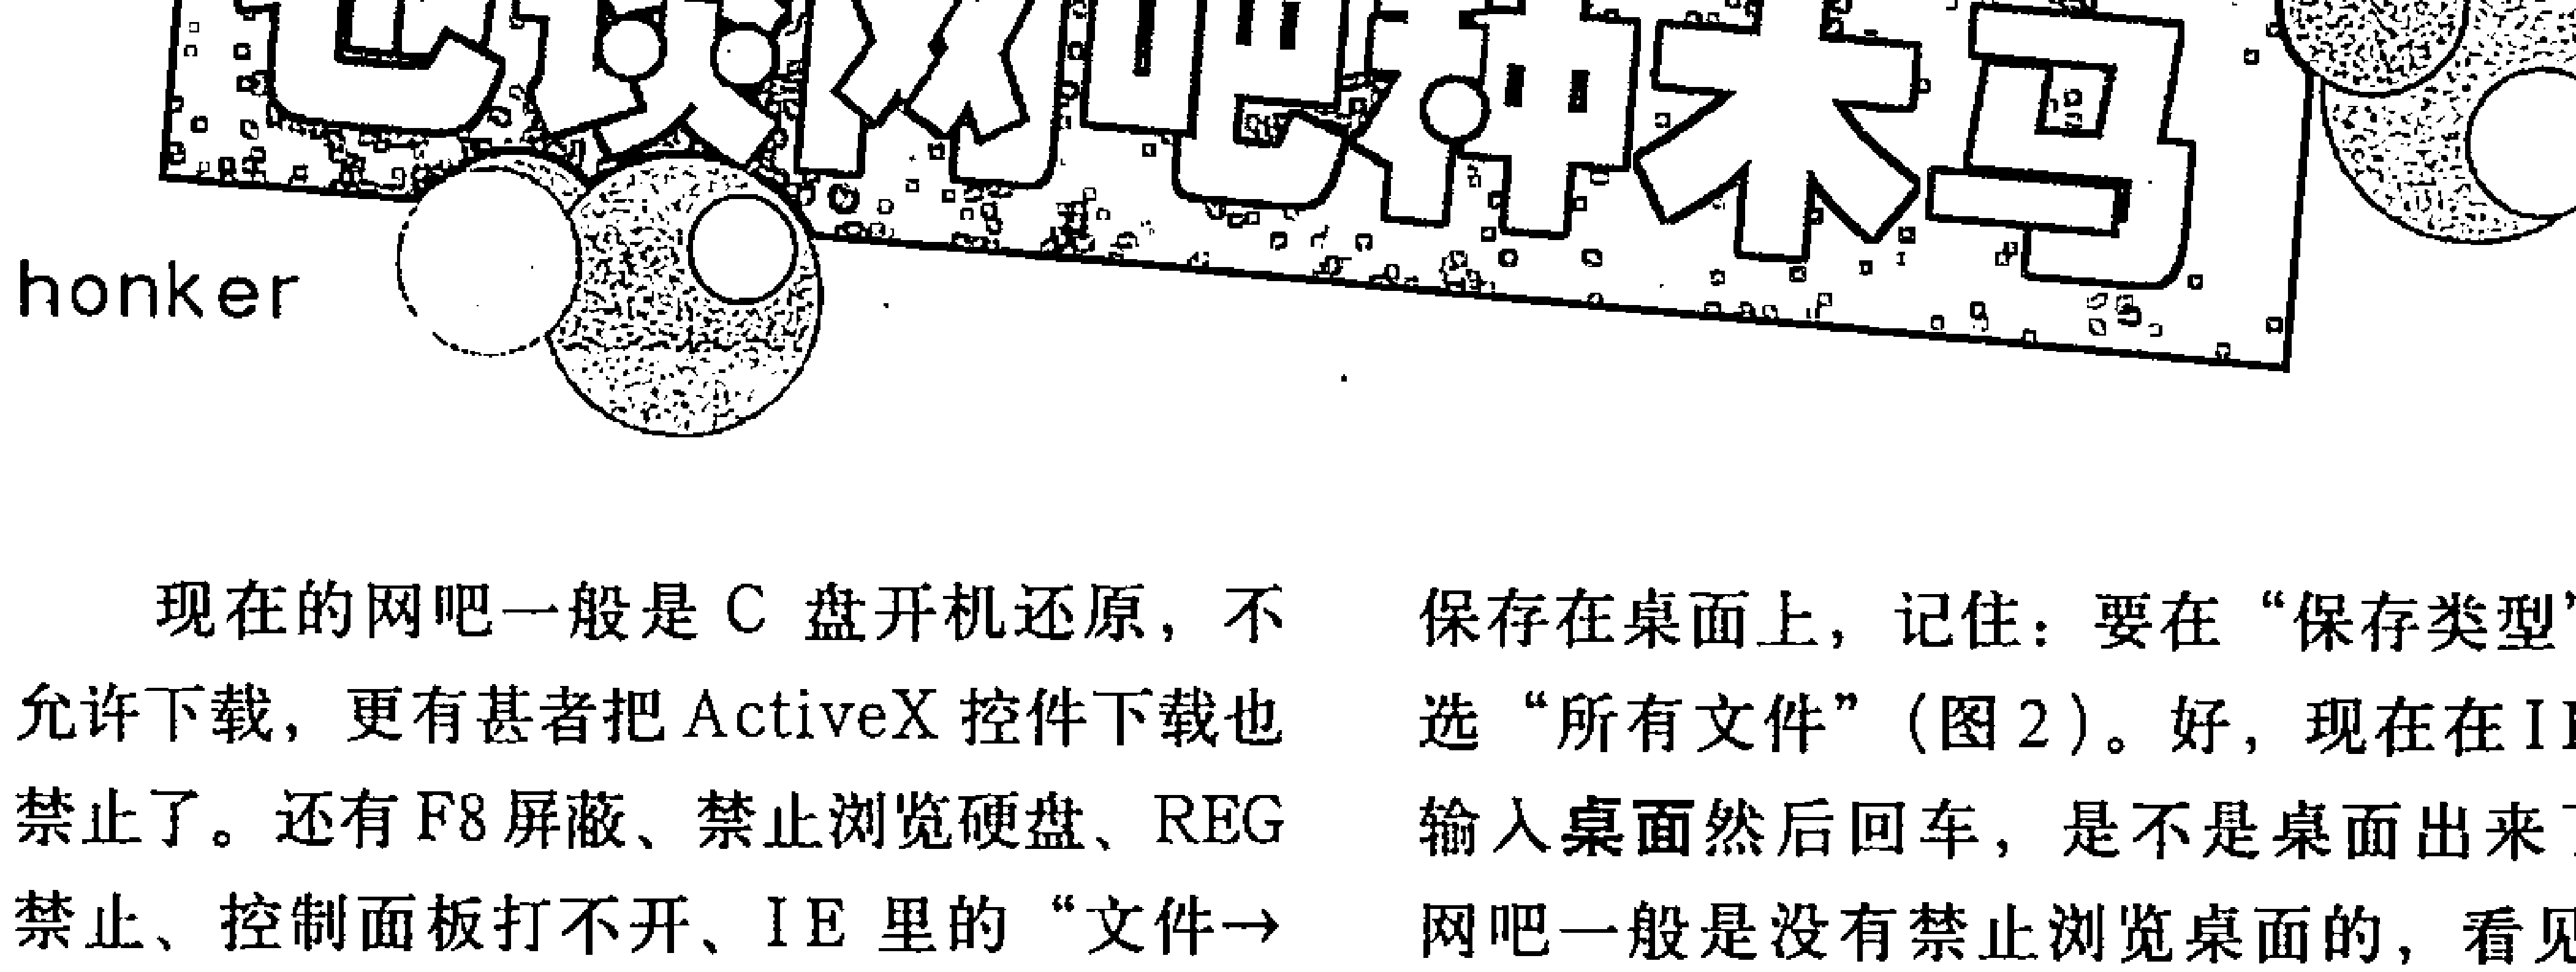 网吧种木马
honker
现在的网吧一般是 C 盘开机还原，不
允许下载，更有甚者把 ActiveX 控件下载也
禁止了。还有 F8 屏蔽、禁止浏览硬盘、REG
禁止、控制面板打不开、IE 里的“文件→
保存在桌面上，记住：要在“保存类型”
选“所有文件”（图 2）。好，现在在 I
输入桌面然后回车，是不是桌面出来
网吧一般是没有禁止浏览桌面的，看见